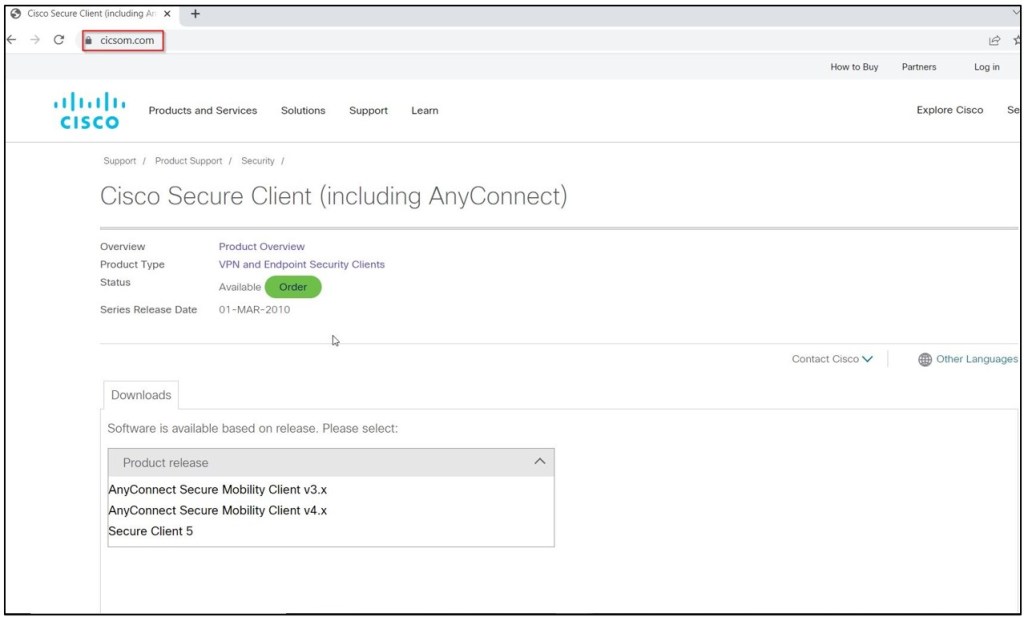 Cisco Secure Client (including An
cicsom.com
How to Buy Partners Log in
CISCO
Products and Services Solutions Support Learn
Explore Cisco Se
Support / Product Support / Security /
Cisco Secure Client (including AnyConnect)
Overview Product Overview
Product Type VPN and Endpoint Security Clients
Status Available Order
Series Release Date 01-MAR-2010
Contact Cisco Other Languages
Downloads
Software is available based on release. Please select:
Product release
AnyConnect Secure Mobility Client v3.x
AnyConnect Secure Mobility Client v4.x
Secure Client 5